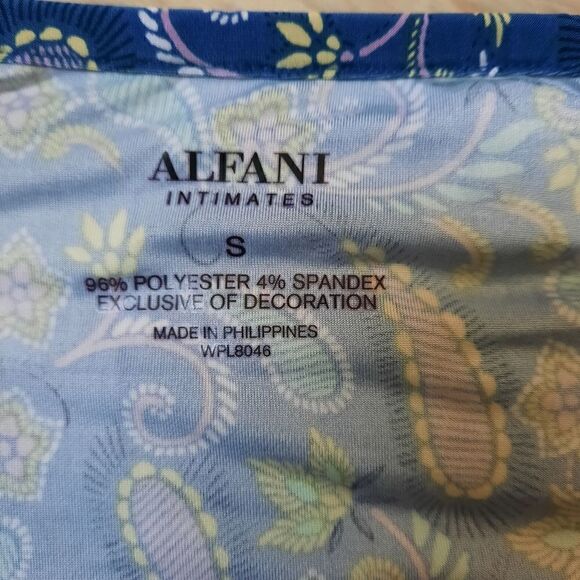 ALFANI
INTIMATES
S
96% POLYESTER 4% SPANDEX
EXCLUSIVE OF DECORATION
MADE IN PHILIPPINES
WPL8046